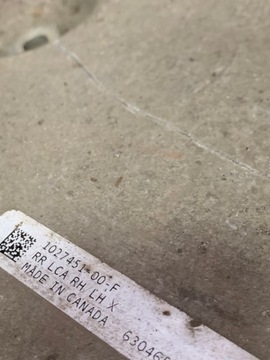 1027451-00-F
RR LCA RH, LH X
MADE IN CANADA